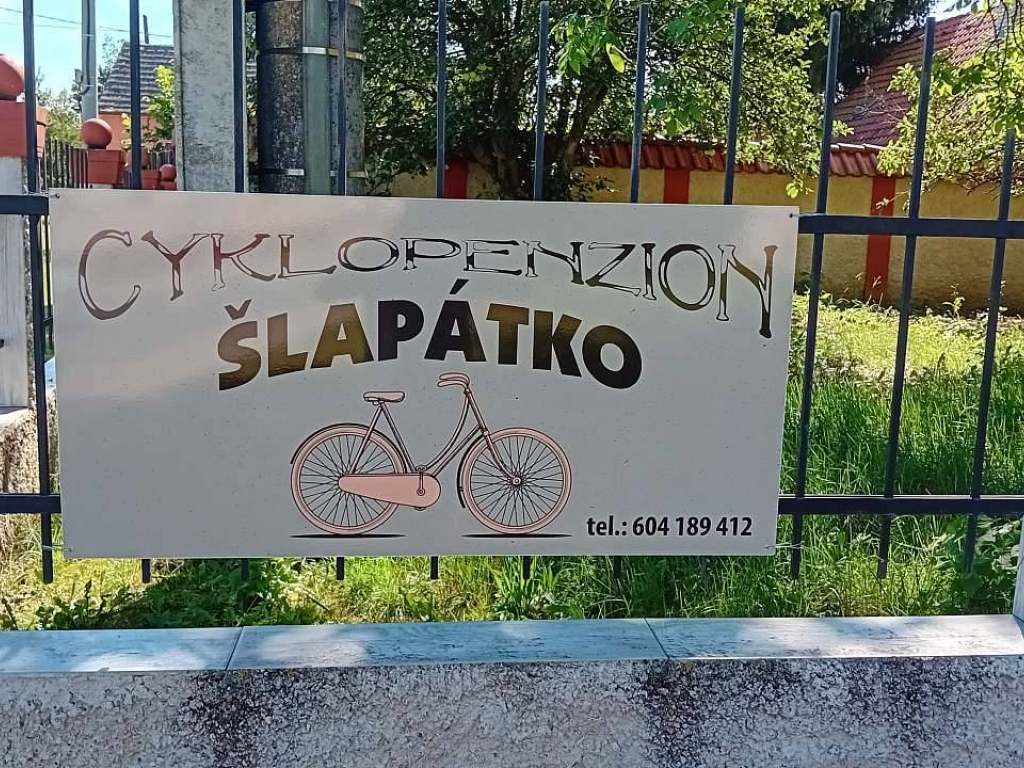 CYKLOPENZION
ŠLAPÁTKO
tel.: 604 189 412